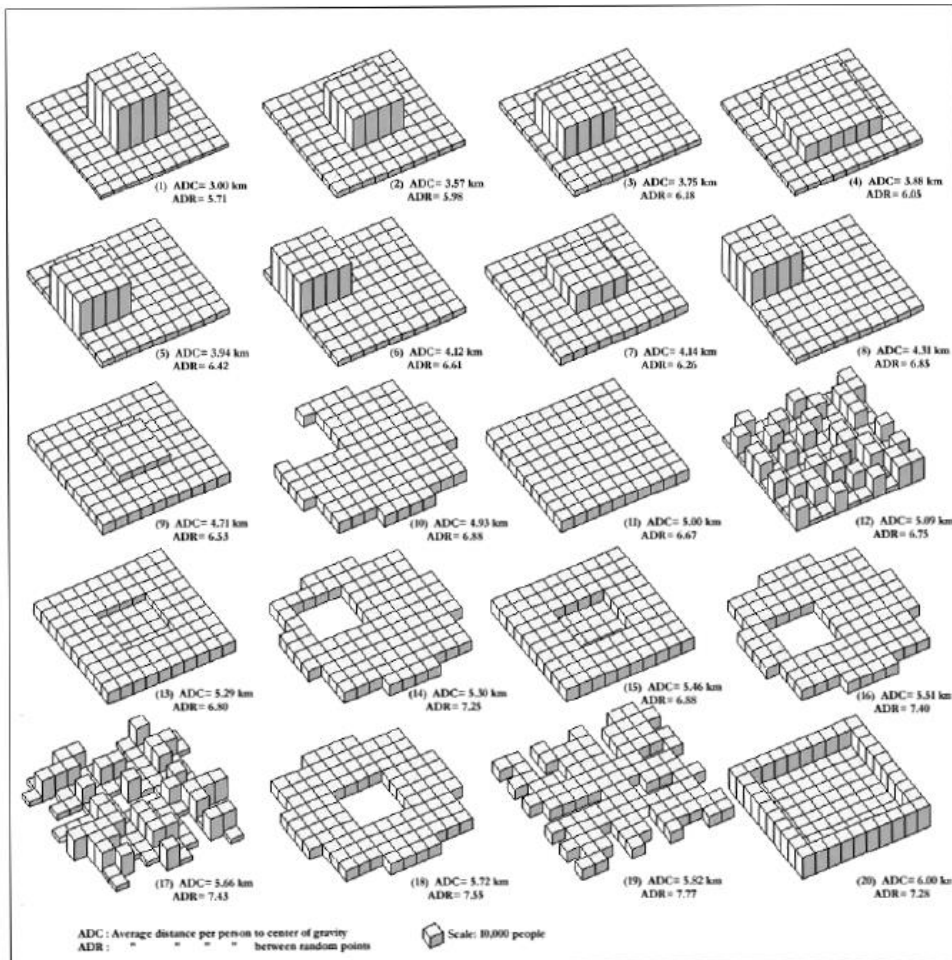 (1) ADC= 3.00 km
ADR= 5.71
(2) ADC= 3.57 km
ADR= 5.98
(3) ADC= 3.75 km
ADR= 6.18
(4) ADC= 3.88 km
ADR= 6.05
(5) ADC= 3.94 km
ADR= 6.42
(6) ADC= 4.12 km
ADR= 6.61
(7) ADC= 4.14 km
ADR= 6.26
(8) ADC= 4.31 km
ADR= 6.85
(9) ADC= 4.71 km
ADR= 6.53
(10) ADC= 4.93 km
ADR= 6.88
(11) ADC= 5.00 km
ADR= 6.67
(12) ADC= 5.09 km
ADR= 6.75
(13) ADC= 5.29 km
ADR= 6.80
(14) ADC= 5.30 km
ADR= 7.25
(15) ADC= 5.46 km
ADR= 6.88
(16) ADC= 5.51 km
ADR= 7.40
(17) ADC= 5.66 km
ADR= 7.43
(18) ADC= 5.72 km
ADR= 7.55
(19) ADC= 5.82 km
ADR= 7.77
(20) ADC= 6.00 km
ADR= 7.28
ADC : Average distance per person to center of gravity
ADR : " " " " between random points
Scale: 10,000 people